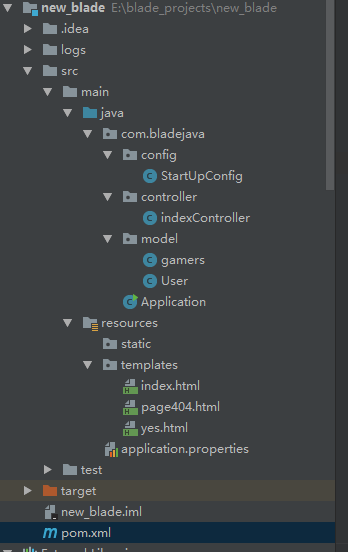 new_blade E:\blade_projects\new_blade
.idea
logs
src
main
java
com.bladejava
config
StartUpConfig
controller
indexController
model
gamers
User
Application
resources
static
templates
index.html
page404.html
yes.html
application.properties
test
target
new_blade.iml
pom.xml